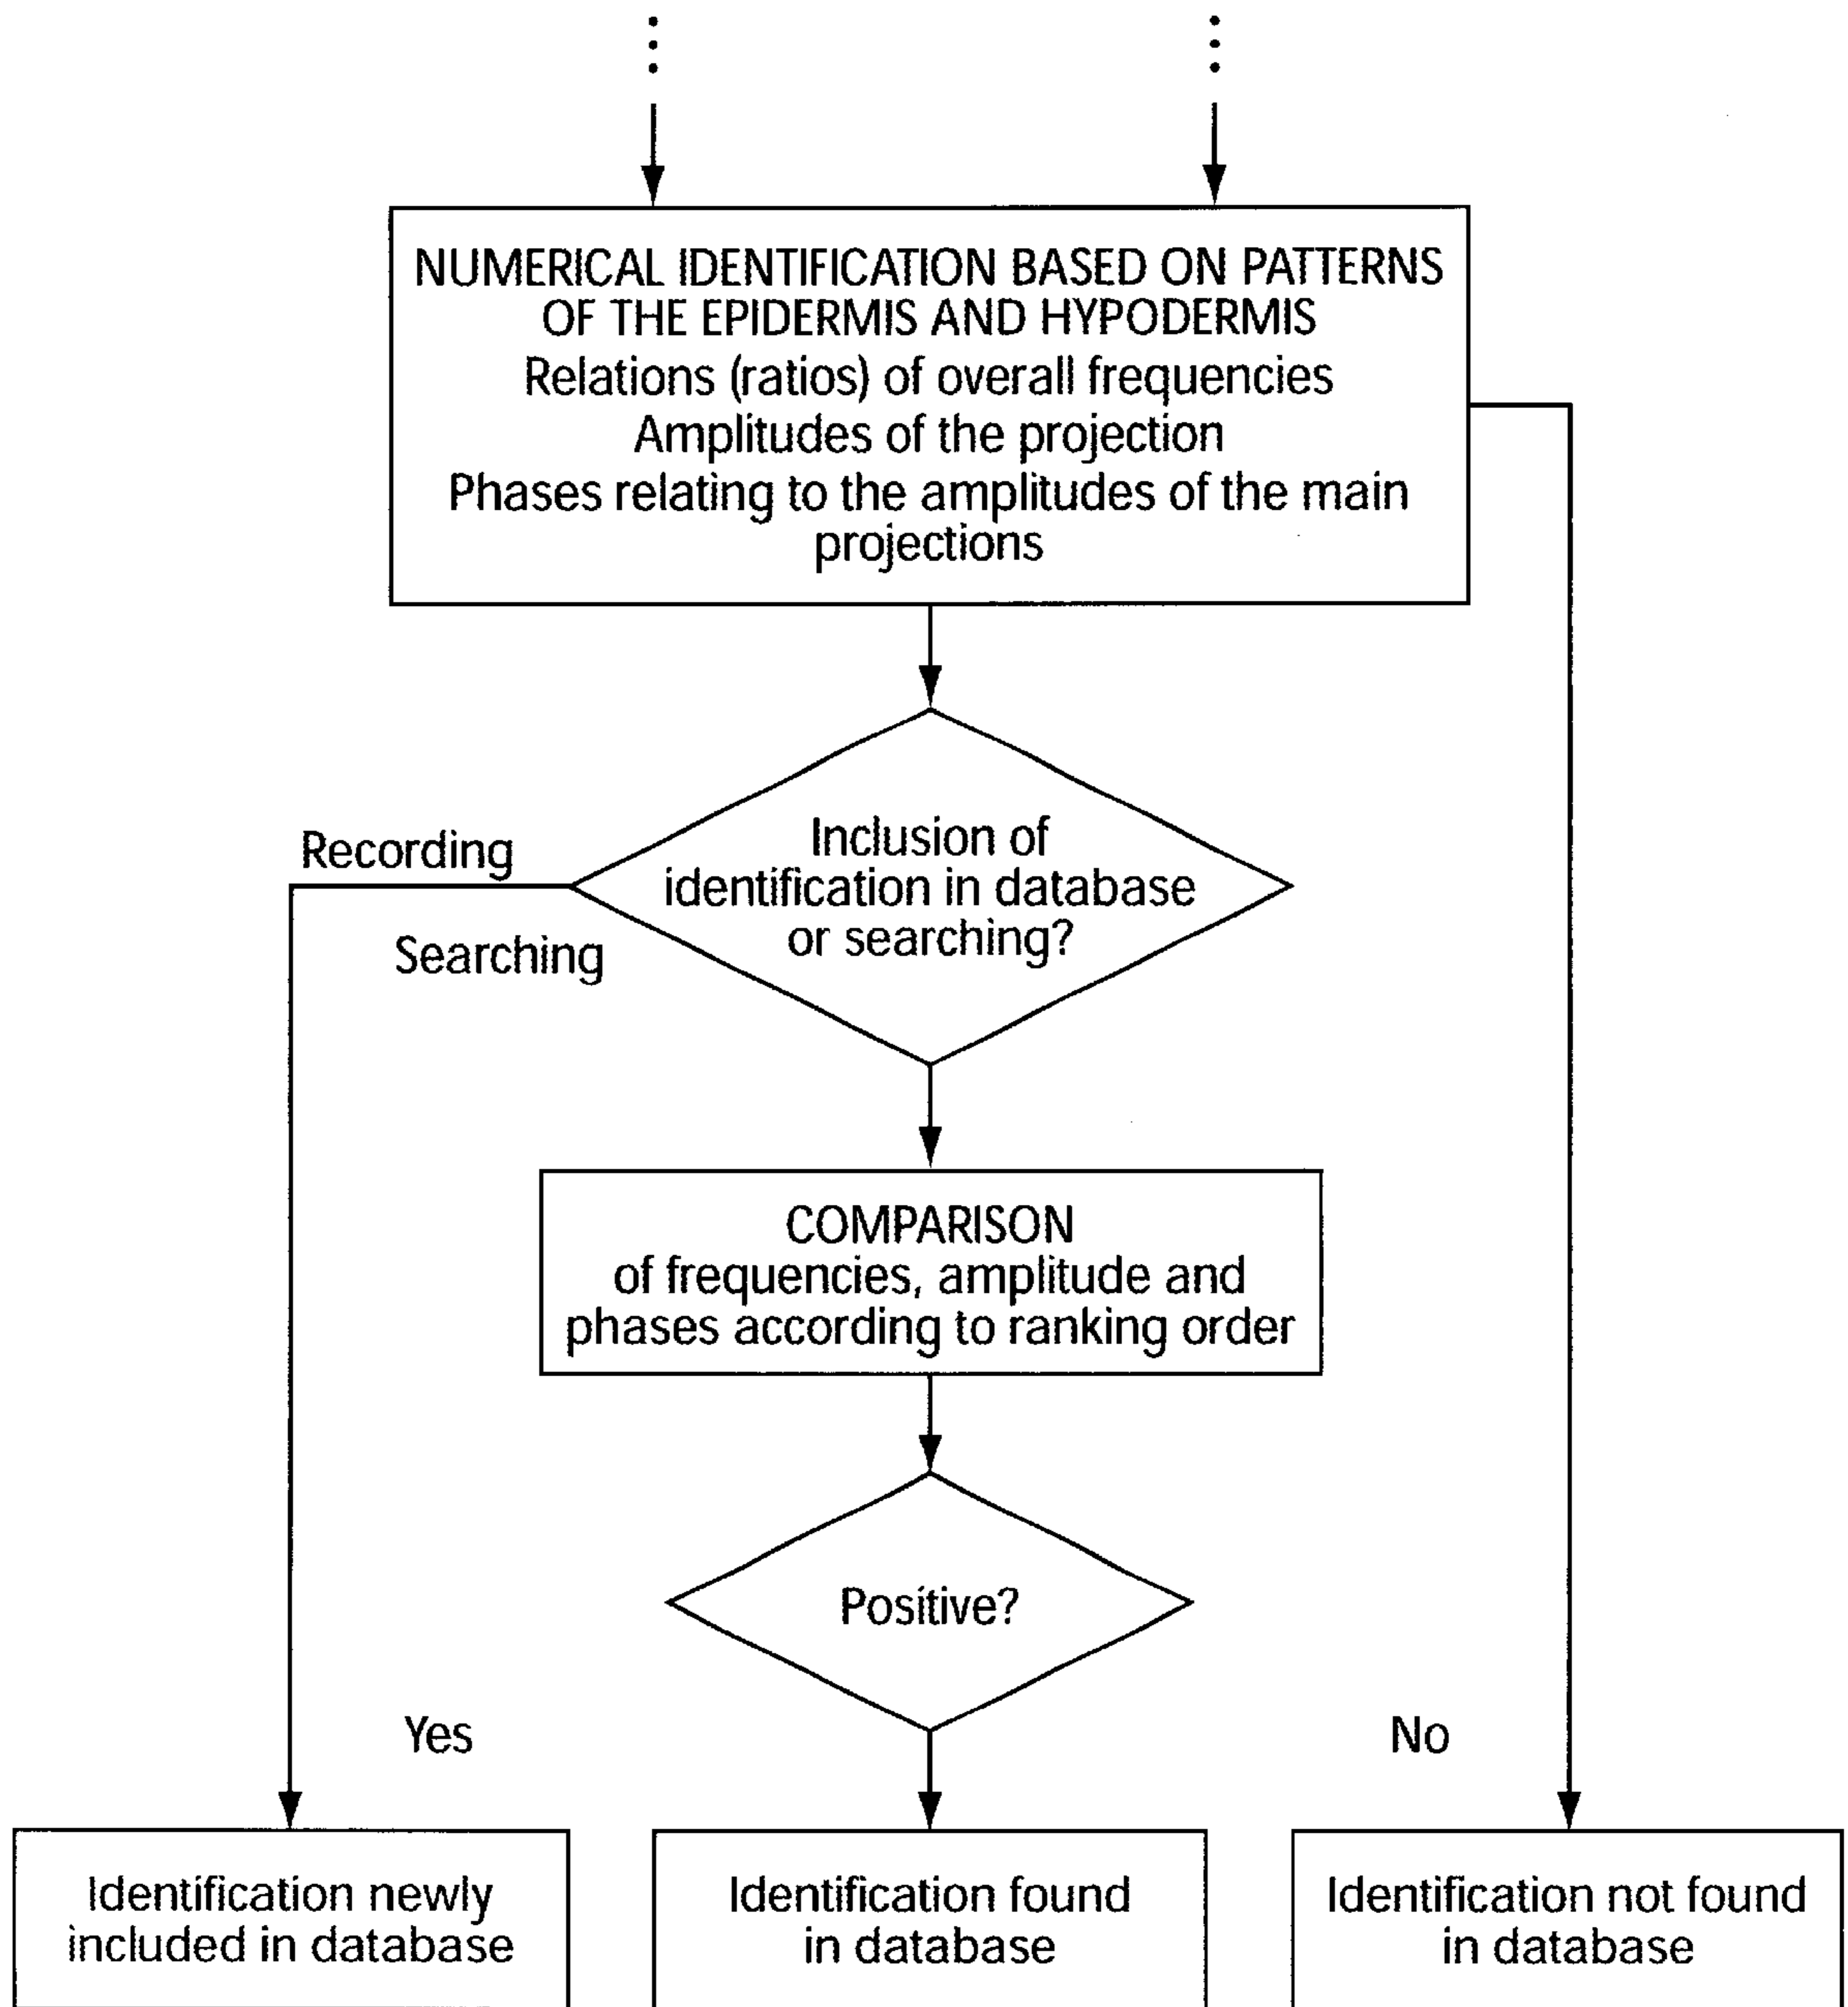 NUMERICAL IDENTIFICATION BASED ON PATTERNS
OF THE EPIDERMIS AND HYPODERMIS
Relations (ratios) of overall frequencies
Amplitudes of the projection
Phases relating to the amplitudes of the main
projections
Inclusion of
identification in database
or searching?
Recording
Searching
COMPARISON
of frequencies, amplitude and
phases according to ranking order
Positive?
Yes
No
Identification newly
included in database
Identification found
in database
Identification not found
in database